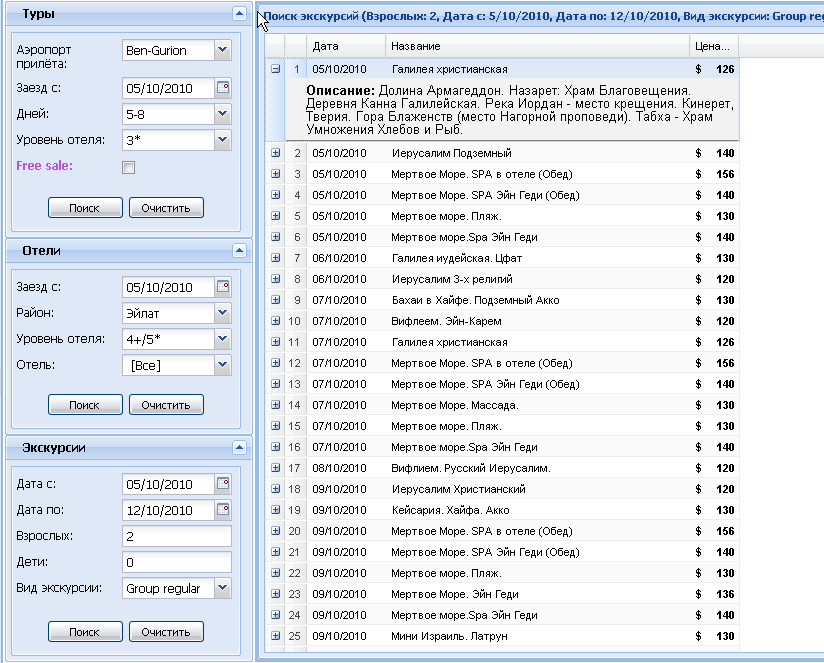 Туры
Аэропорт прилёта: Ben-Gurion
Заезд с: 05/10/2010
Дней: 5-8
Уровень отеля: 3*
Free sale:
Поиск Очистить
Отели
Заезд с: 05/10/2010
Район: Эйлат
Уровень отеля: 4+/5*
Отель: [Все]
Поиск Очистить
Экскурсии
Дата с: 05/10/2010
Дата по: 12/10/2010
Взрослых: 2
Дети: 0
Вид экскурсии: Group regular
Поиск Очистить
Поиск экскурсий (Взрослых: 2, Дата с: 5/10/2010, Дата по: 12/10/2010, Вид экскурсии: Group
Дата Название Цена...
1 05/10/2010 Галилея христианская $ 126
Описание: Долина Армагеддон. Назарет: Храм Благовещения.
Деревня Канна Галилейская. Река Иордан - место крещения. Кинерет,
Тверия. Гора Блаженств (место Нагорной проповеди). Табха - Храм
Умножения Хлебов и Рыб.
2 05/10/2010 Иерусалим Подземный $ 140
3 05/10/2010 Мертвое Море. SPA в отеле (Обед) $ 156
4 05/10/2010 Мертвое Море. SPA Эйн Геди (Обед) $ 140
5 05/10/2010 Мертвое море. Пляж. $ 130
6 05/10/2010 Мертвое море.Spa Эйн Геди $ 140
7 06/10/2010 Галилея иудейская. Цфат $ 130
8 06/10/2010 Иерусалим 3-х религий $ 120
9 07/10/2010 Бахаи в Хайфе. Подземный Акко $ 130
10 07/10/2010 Вифлеем. Эйн-Карем $ 120
11 07/10/2010 Галилея христианская $ 126
12 07/10/2010 Мертвое Море. SPA в отеле (Обед) $ 156
13 07/10/2010 Мертвое Море. SPA Эйн Геди (Обед) $ 140
14 07/10/2010 Мертвое Море. Массада. $ 130
15 07/10/2010 Мертвое море. Пляж. $ 130
16 07/10/2010 Мертвое море.Spa Эйн Геди $ 140
17 08/10/2010 Вифлием. Русский Иерусалим. $ 120
18 09/10/2010 Иерусалим Христианский $ 120
19 09/10/2010 Кейсария. Хайфа. Акко $ 130
20 09/10/2010 Мертвое Море. SPA в отеле (Обед) $ 156
21 09/10/2010 Мертвое Море. SPA Эйн Геди (Обед) $ 140
22 09/10/2010 Мертвое море. Пляж. $ 130
23 09/10/2010 Мертвое Море. Эйн Геди $ 136
24 09/10/2010 Мертвое море.Spa Эйн Геди $ 140
25 09/10/2010 Мини Израиль. Латрун $ 130